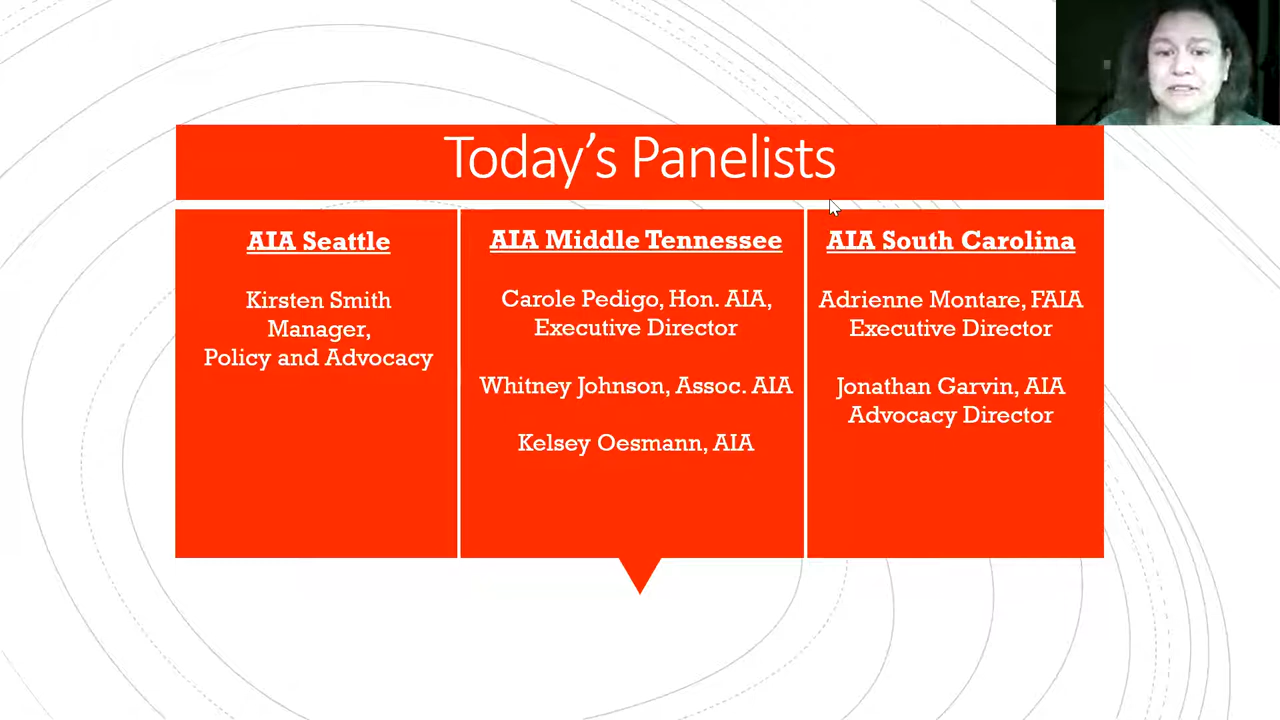 Today's Panelists
AIA Seattle
Kirsten Smith
Manager,
Policy and Advocacy
AIA Middle Tennessee
Carole Pedigo, Hon. AIA,
Executive Director
Whitney Johnson, Assoc. AIA
Kelsey Oesmann, AIA
AIA South Carolina
Adrienne Montare, FAIA
Executive Director
Jonathan Garvin, AIA
Advocacy Director